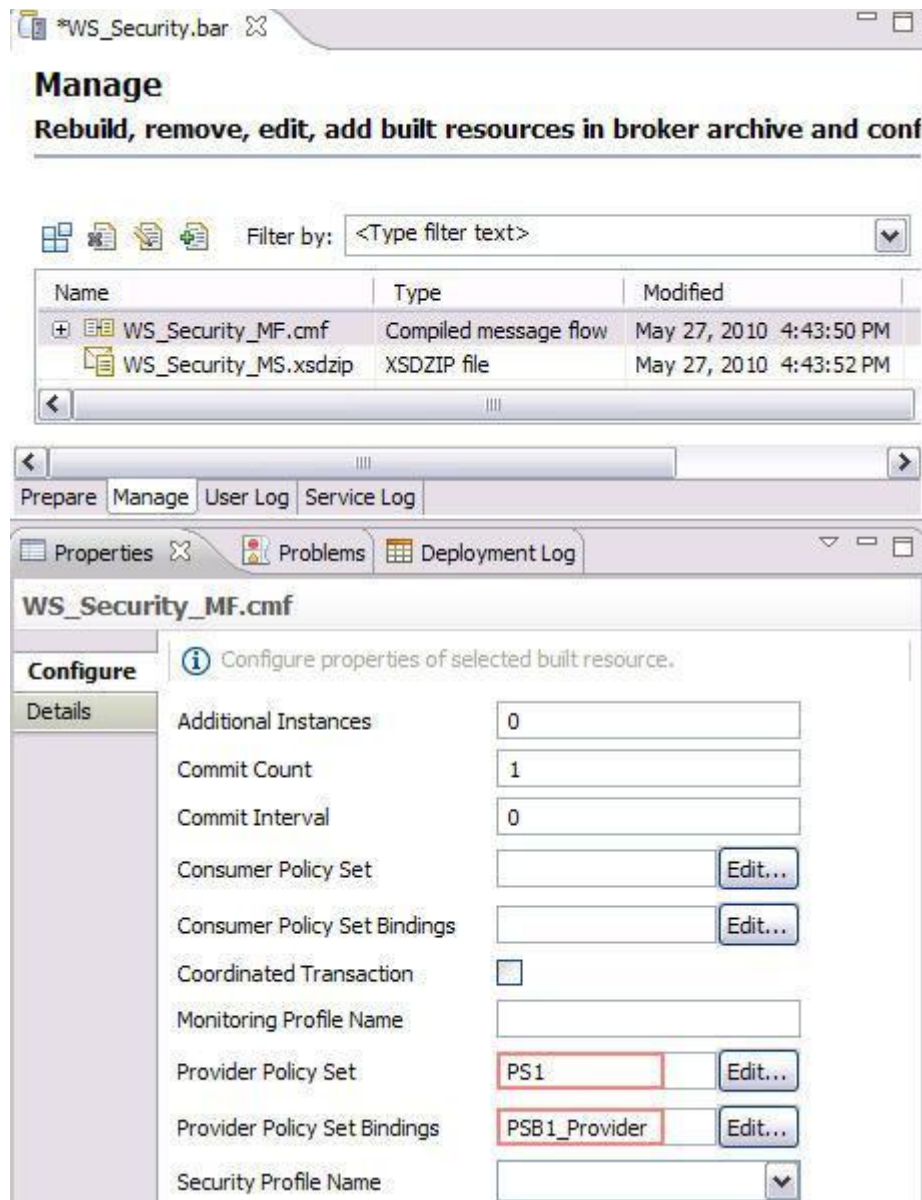 *WS_Security.bar
Manage
Rebuild, remove, edit, add built resources in broker archive and conf
Filter by: <Type filter text>
Name Type Modified
WS_Security_MF.cmf Compiled message flow May 27, 2010 4:43:50 PM
WS_Security_MS.xsdzip XSDZIP file May 27, 2010 4:43:52 PM
Prepare Manage User Log Service Log
Properties Problems Deployment Log
WS_Security_MF.cmf
Configure Configure properties of selected built resource.
Details
Additional Instances 0
Commit Count 1
Commit Interval 0
Consumer Policy Set Edit...
Consumer Policy Set Bindings Edit...
Coordinated Transaction
Monitoring Profile Name
Provider Policy Set PS1 Edit...
Provider Policy Set Bindings PSB1_Provider Edit...
Security Profile Name